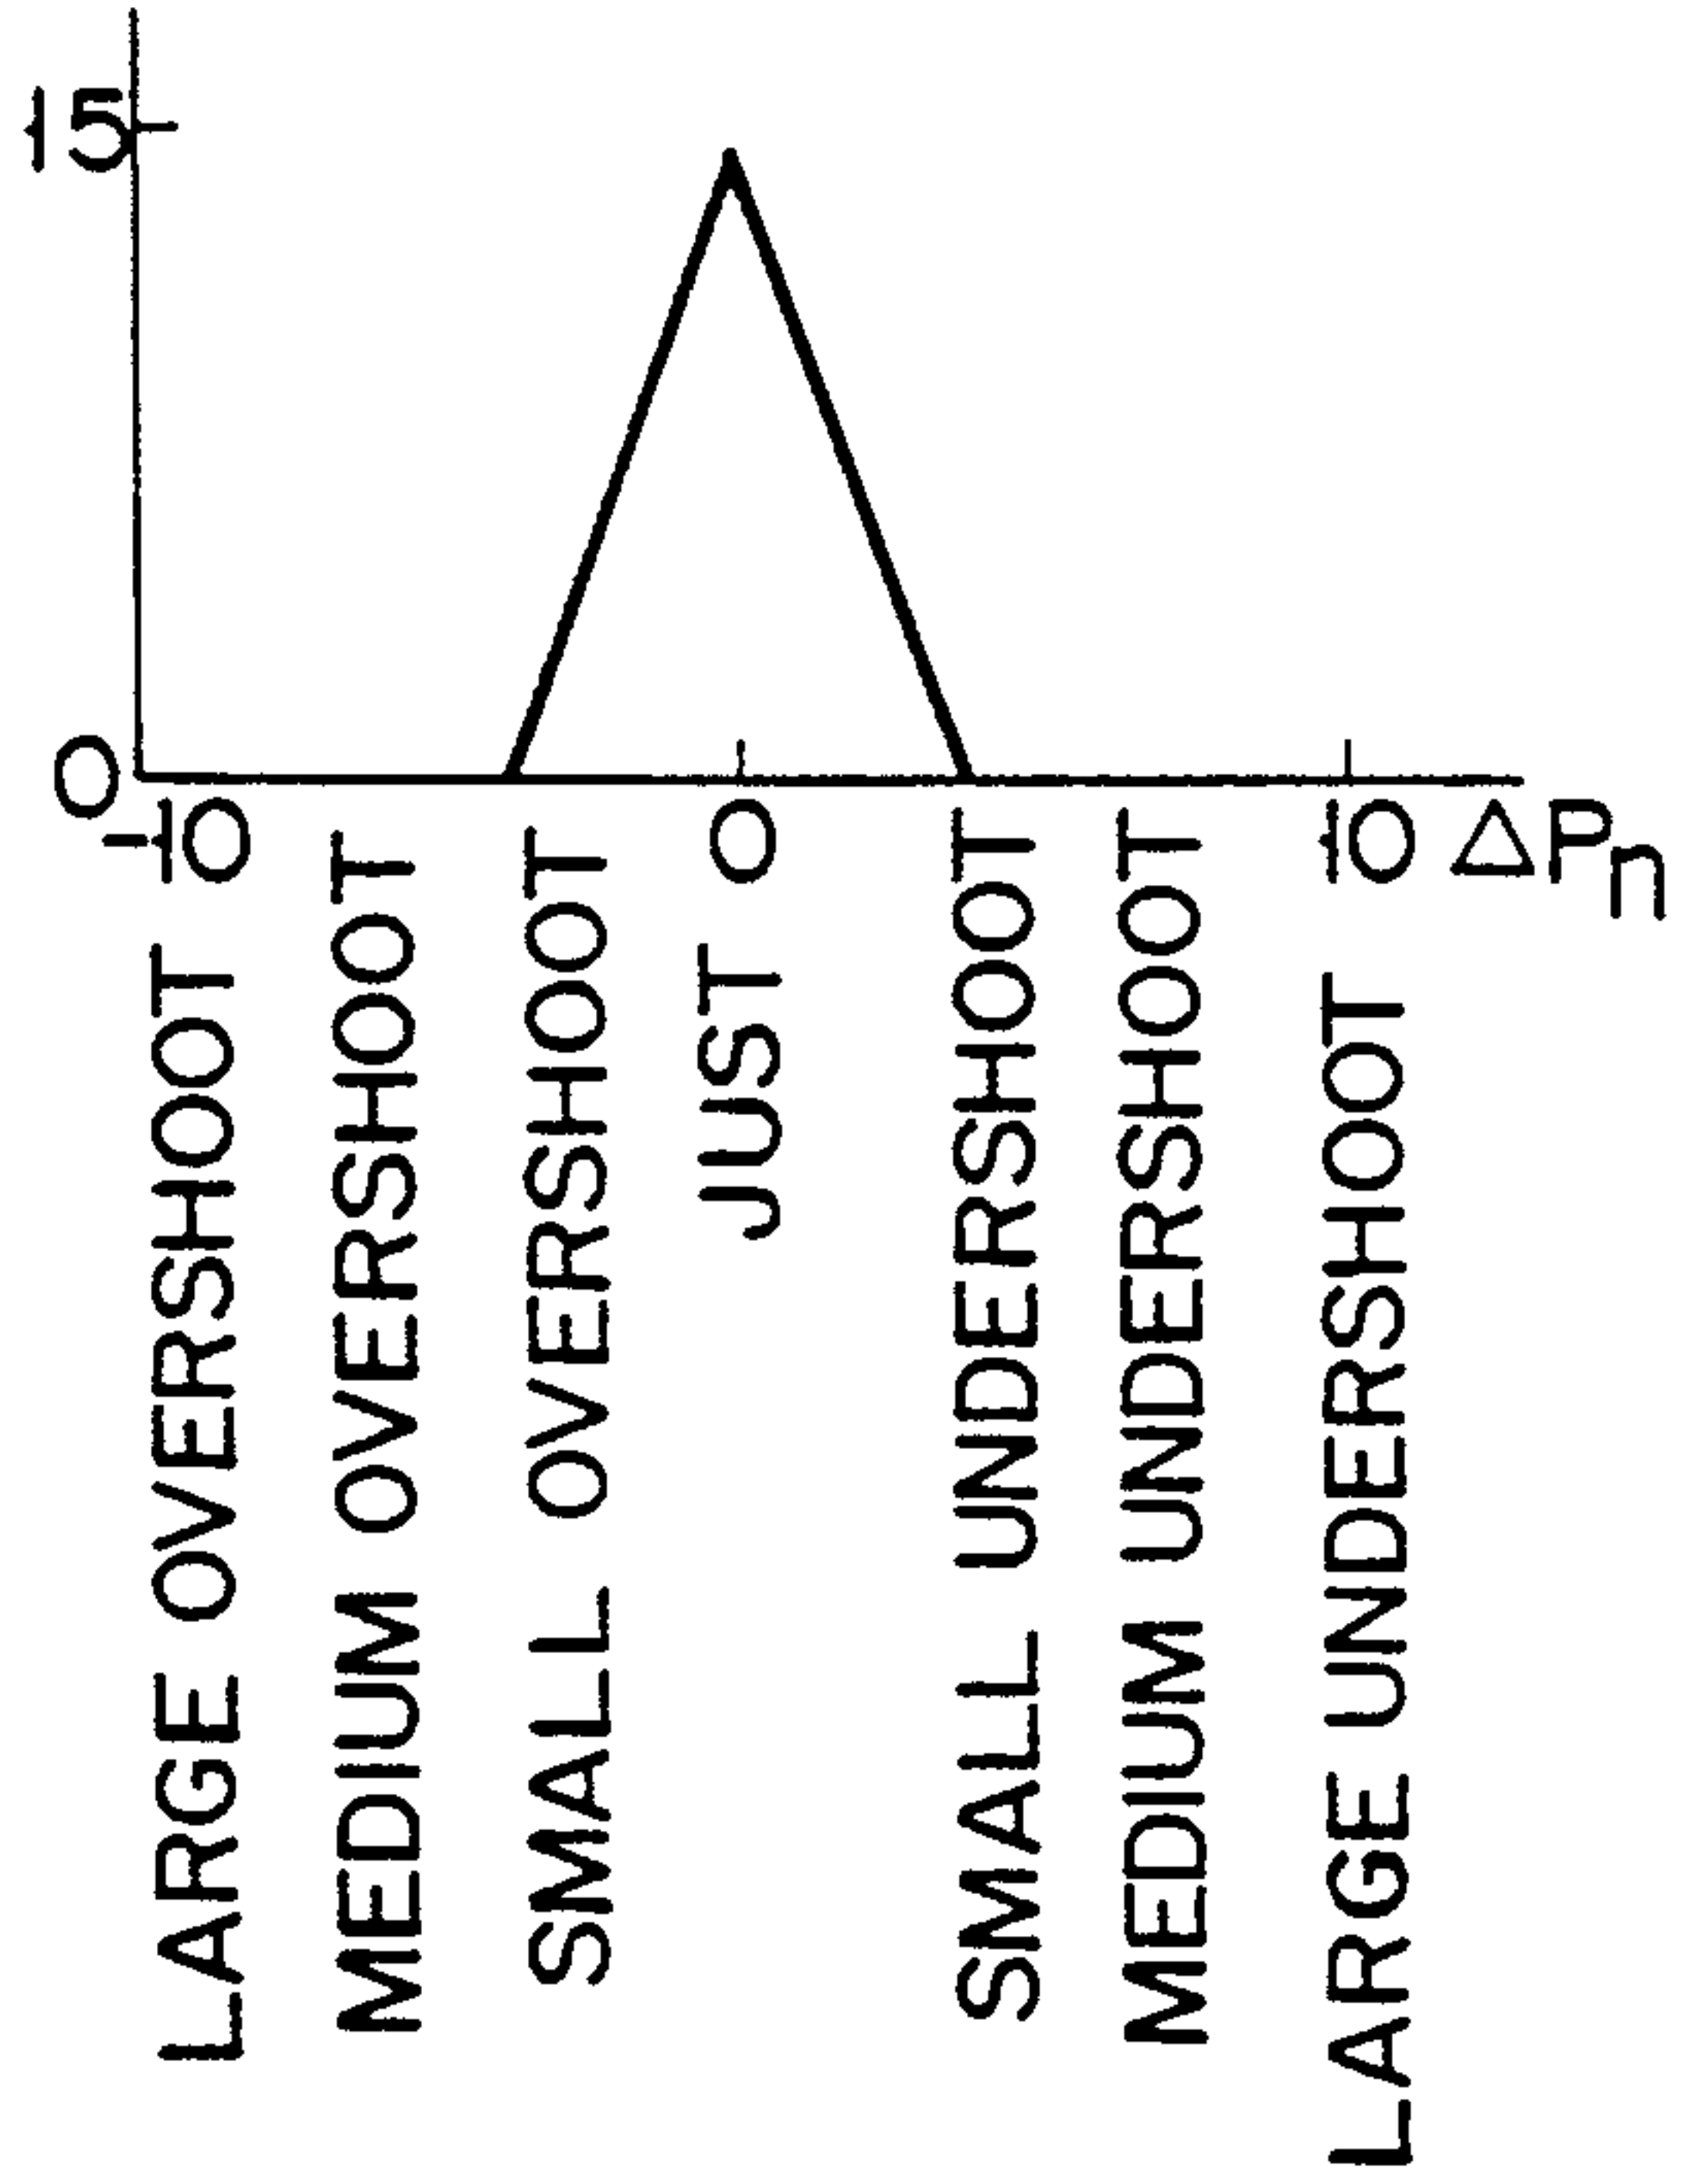 15
0
-10
0
10
ΔPn
LARGE OVERSHOOT
MEDIUM OVERSHOOT
SMALL OVERSHOOT
JUST
SMALL UNDERSHOOT
MEDIUM UNDERSHOOT
LARGE UNDERSHOOT